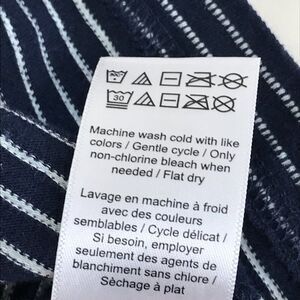 30
Machine wash cold with like
colors / Gentle cycle / Only
non-chlorine bleach when
needed / Flat dry
Lavage en machine à froid
avec des couleurs
semblables / Cycle délicat /
Si besoin, employer
seulement des agents de
blanchiment sans chlore /
Séchage à plat